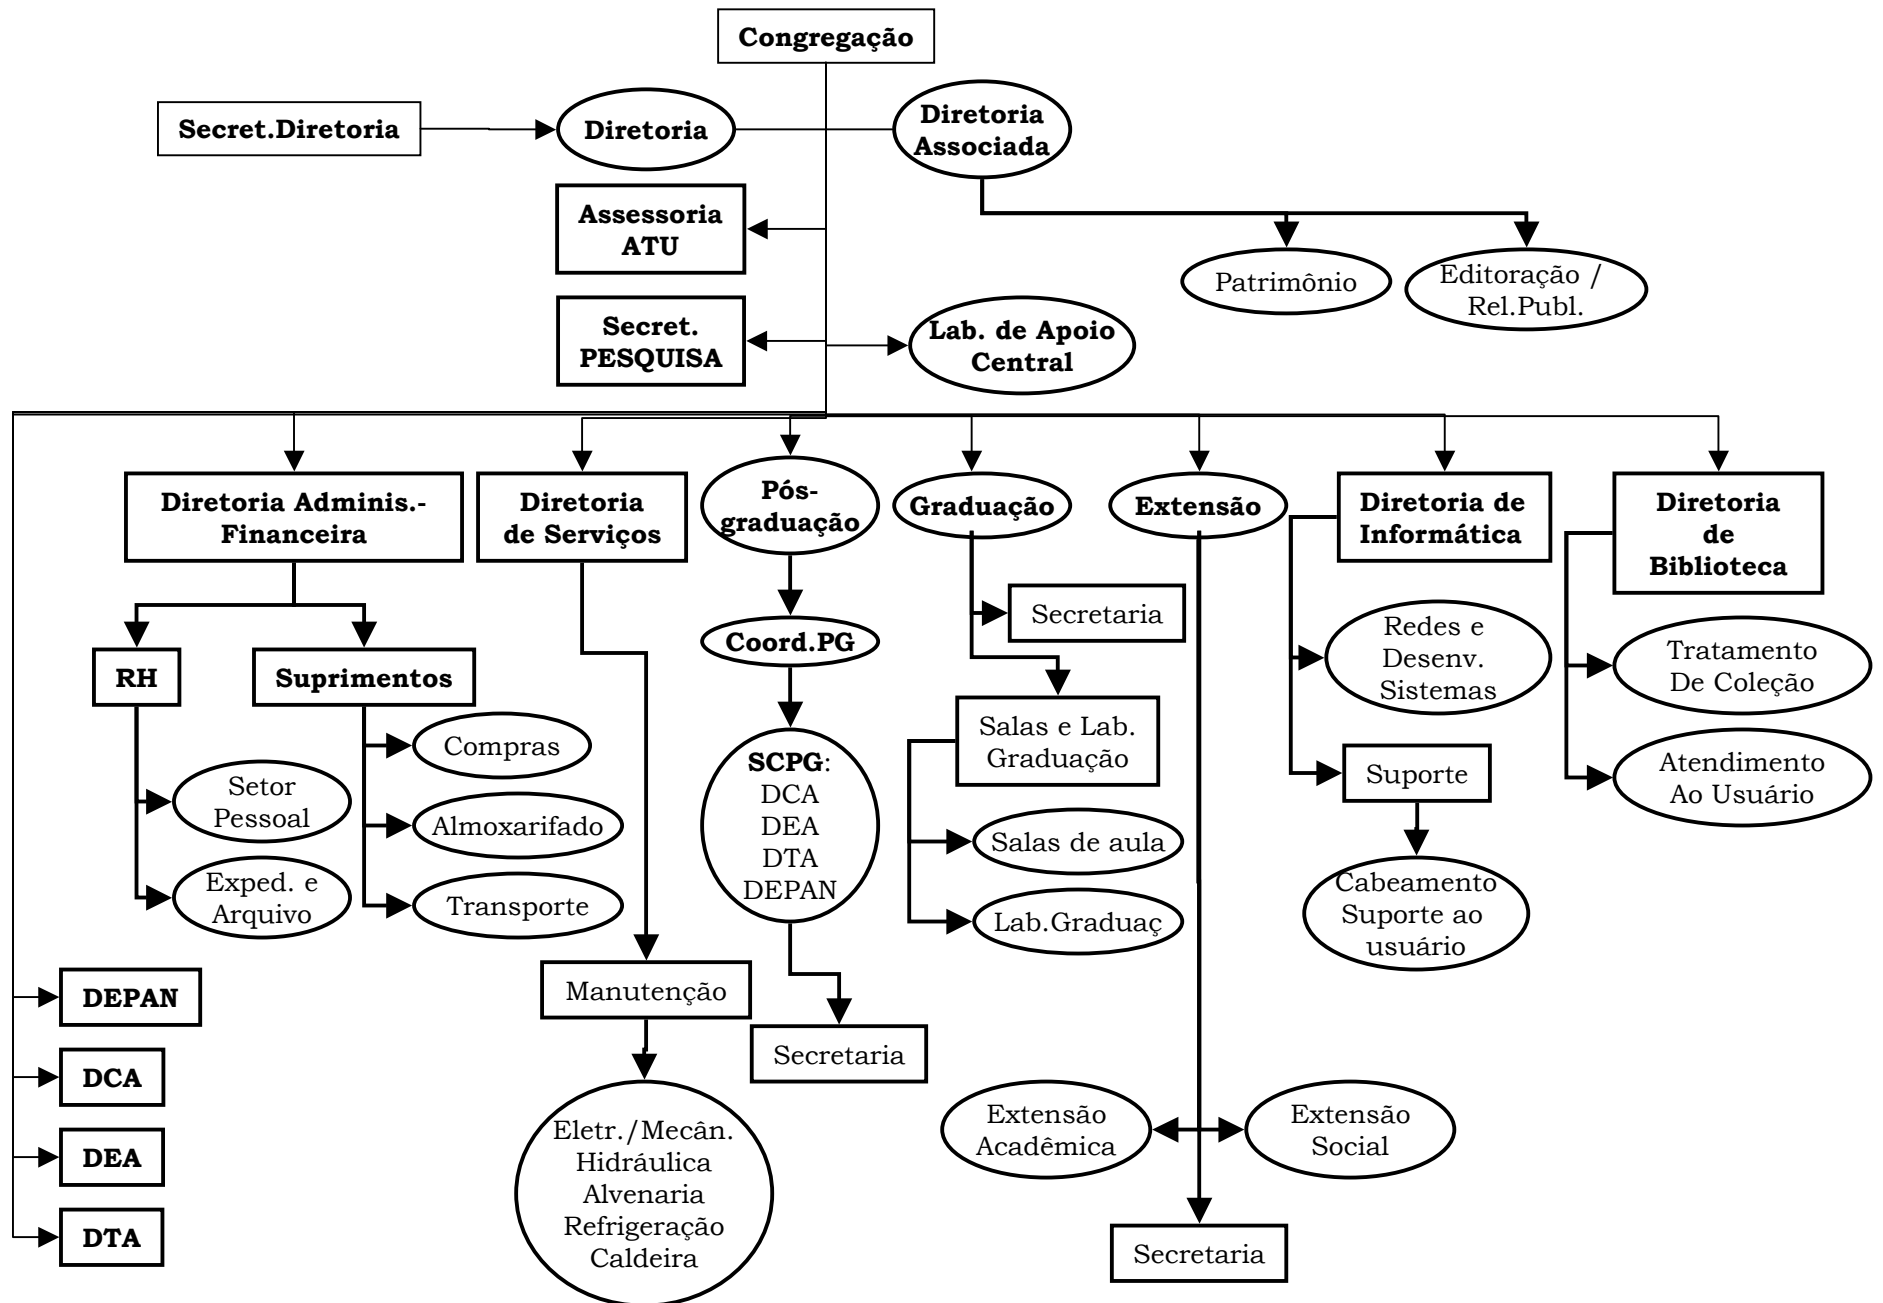 Congregação
Secret.Diretoria
Diretoria
Diretoria
Associada
Assessoria
ATU
Patrimônio
Editoração /
Rel.Publ.
Secret.
PESQUISA
Lab. de Apoio
Central
Diretoria Adminis.-
Financeira
Diretoria
de Serviços
Pós-
graduação
Graduação
Extensão
Diretoria de
Informática
Diretoria
de
Biblioteca
RH
Suprimentos
Coord.PG
Secretaria
Redes e
Desenv.
Sistemas
Tratamento
De Coleção
Setor
Pessoal
Compras
SCPG:
DCA
DEA
DTA
DEPAN
Salas e Lab.
Graduação
Suporte
Atendimento
Ao Usuário
Almoxarifado
Salas de aula
Exped. e
Arquivo
Transporte
Lab.Graduaç
Cabeamento
Suporte ao
usuário
DEPAN
Manutenção
Secretaria
DCA
DEA
DTA
Eletr./Mecân.
Hidráulica
Alvenaria
Refrigeração
Caldeira
Extensão
Acadêmica
Extensão
Social
Secretaria